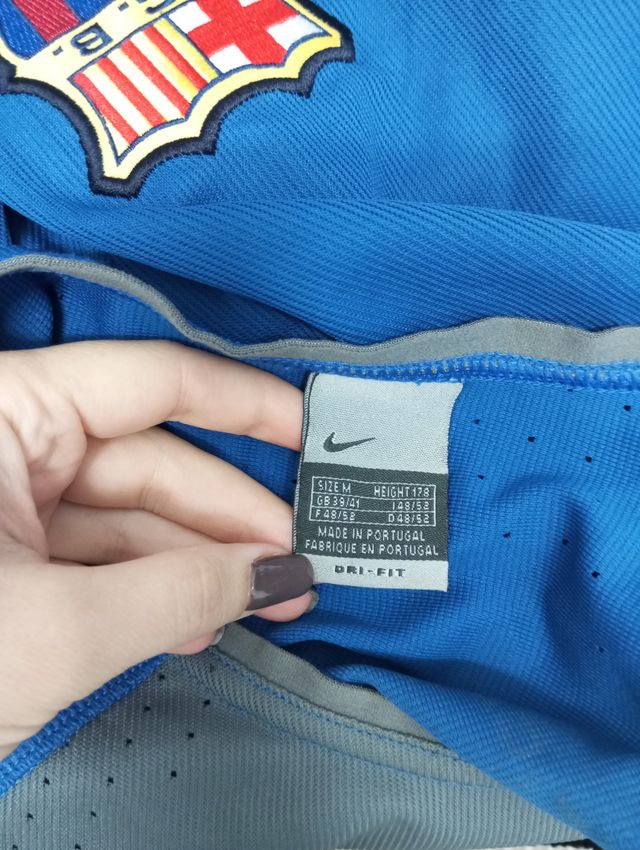 F.C.B.
SIZE M HEIGHT 178
GB 39/41 I 48/52
F 48/52 D 48/52
MADE IN PORTUGAL
FABRIQUE EN PORTUGAL
DRI-FIT